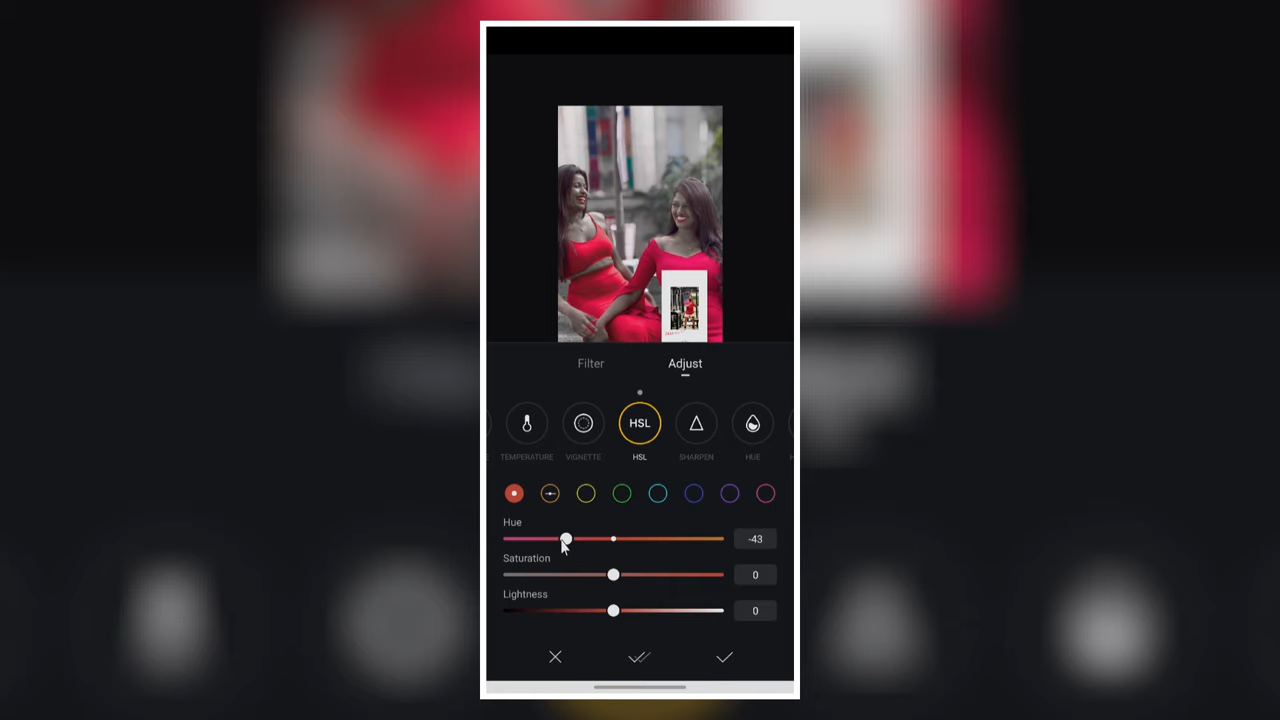 Filter Adjust
HSL
TEMPERATURE VIGNETTE HSL SHARPEN HUE
Hue
-43
Saturation
0
Lightness
0